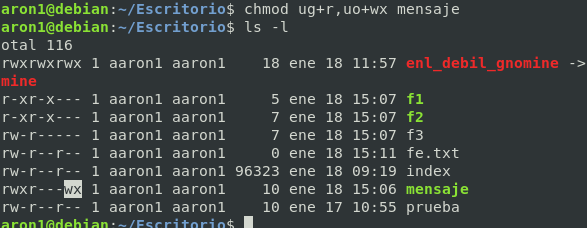 aron1@debian:~/Escritorio$ chmod ug+r,uo+wx mensaje
aron1@debian:~/Escritorio$ ls -l
otal 116
rwxrwxrwx 1 aaron1 aaron1    18 ene 18 11:57 enl_debil_gnomine ->
mine
r-xr-x--- 1 aaron1 aaron1     5 ene 18 15:07 f1
r-xr-x--- 1 aaron1 aaron1     7 ene 18 15:07 f2
rw-r----- 1 aaron1 aaron1     7 ene 18 15:07 f3
rw-r--r-- 1 aaron1 aaron1     0 ene 18 15:11 fe.txt
rw-r--r-- 1 aaron1 aaron1 96323 ene 18 09:19 index
rwxr---wx 1 aaron1 aaron1    10 ene 18 15:06 mensaje
rw-r--r-- 1 aaron1 aaron1    10 ene 17 10:55 prueba
aron1@debian:~/Escritorio$